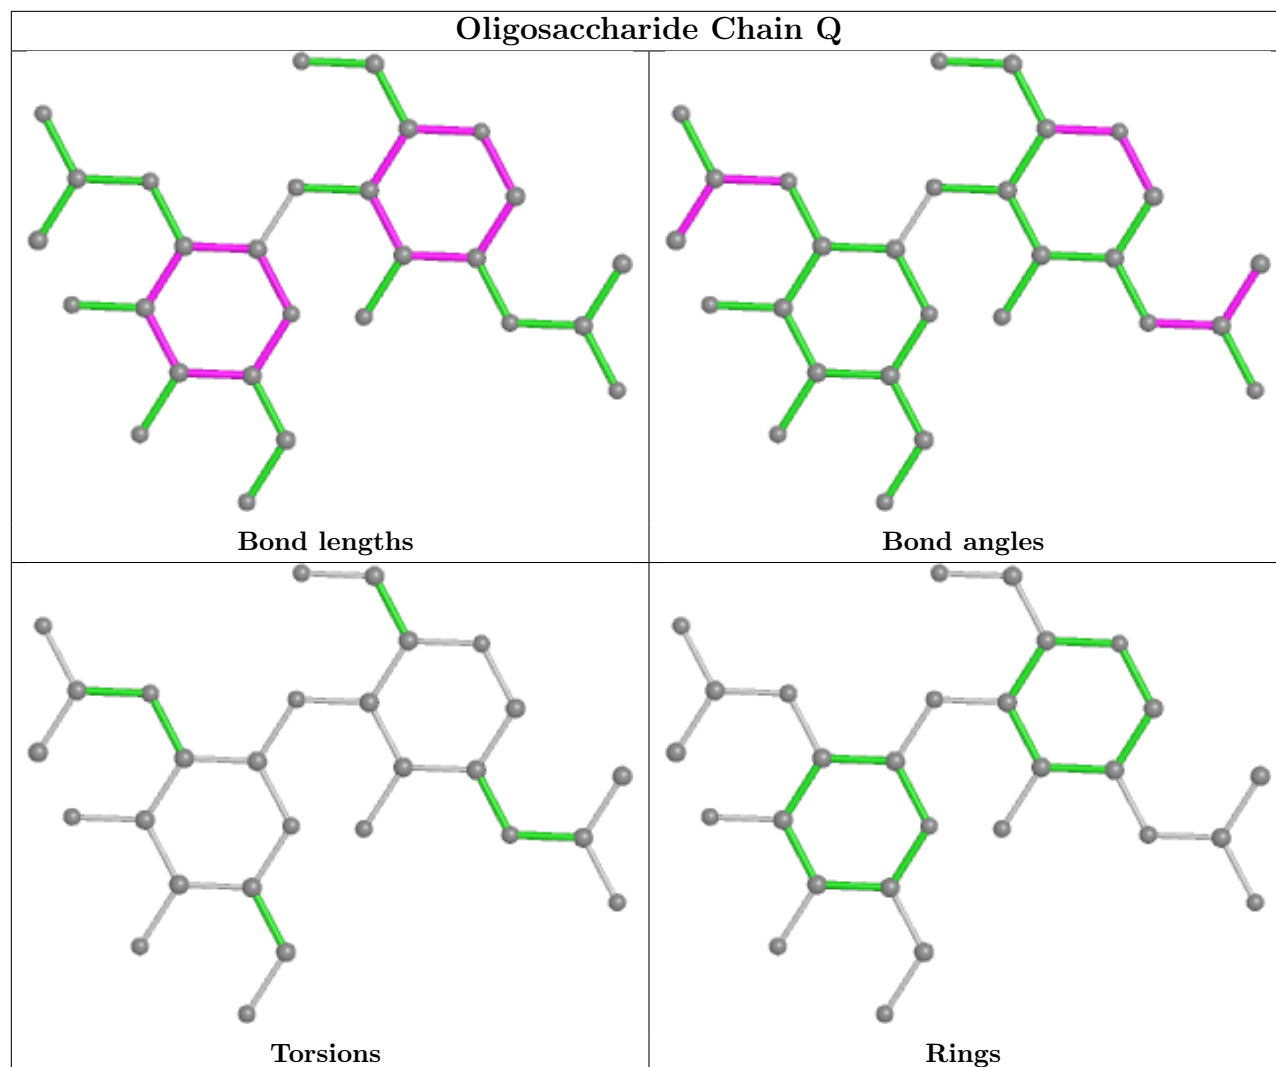 Oligosaccharide Chain Q
Bond lengths
Bond angles
Torsions
Rings